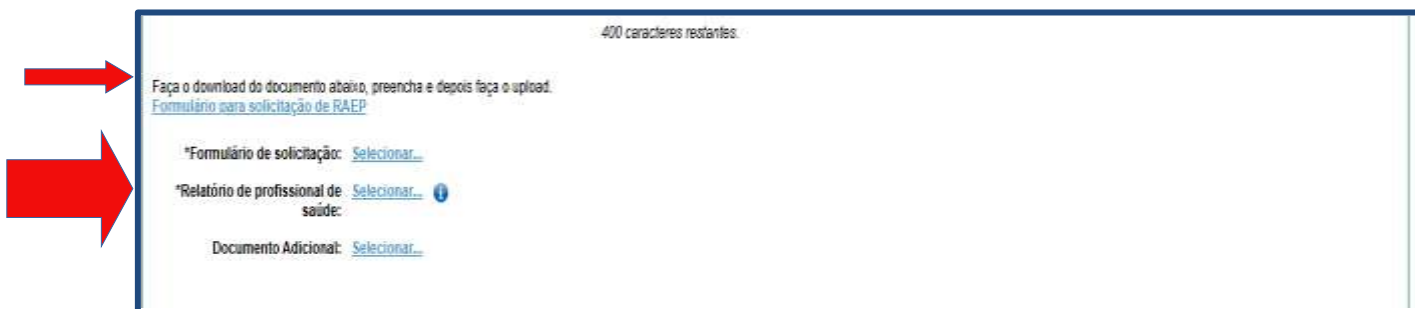 400 caracteres restantes.
Faça o download do documento abaixo, preencha e depois faça o upload.
Formulário para solicitação de RAEP
*Formulário de solicitação: Selecionar...
*Relatório de profissional de Selecionar...
saúde:
Documento Adicional: Selecionar...